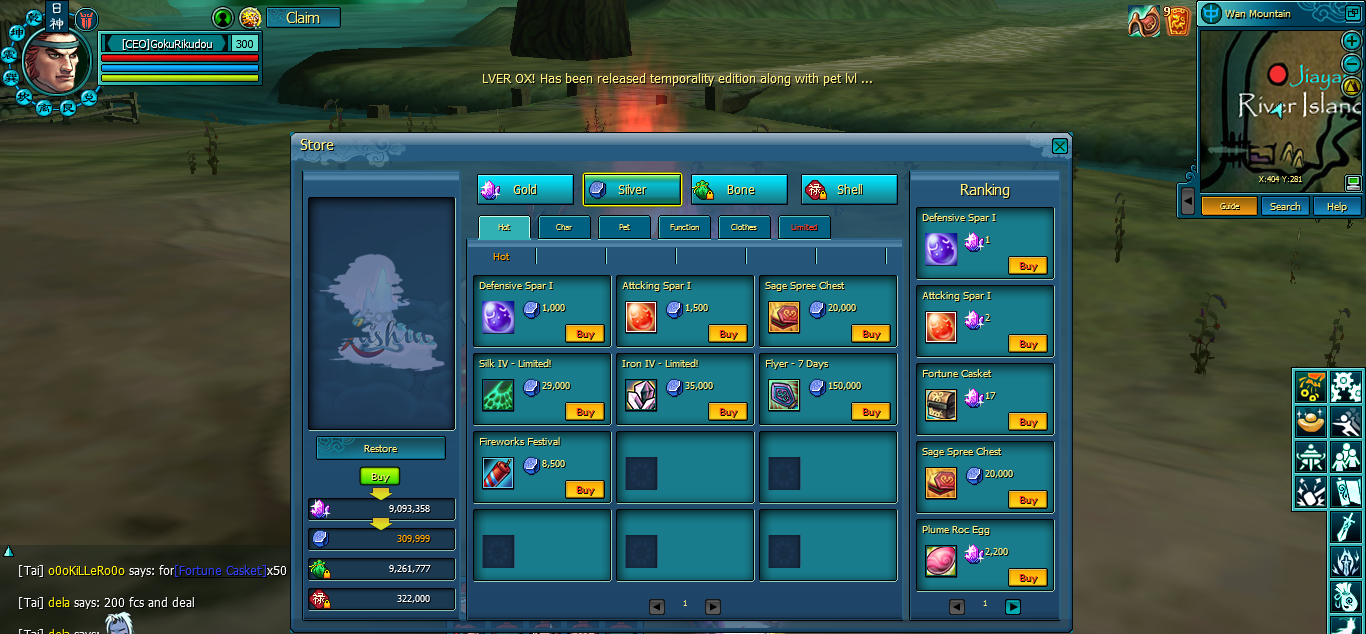 日
神
Claim
[CEO]GokuRikudou 300
LVER OX! Has been released temporality edition along with pet lvl ...
9
Wan Mountain
Jiaya
River Island
X:404 Y:281
Guide Search Help
Store
Gold Silver Bone Shell
Hot Char Pet Function Clothes Limited
Hot
Defensive Spar I
1,000
Buy
Attcking Spar I
1,500
Buy
Sage Spree Chest
20,000
Buy
Silk IV - Limited!
29,000
Buy
Iron IV - Limited!
35,000
Buy
Flyer - 7 Days
150,000
Buy
Fireworks Festival
8,500
Buy
1
Restore
Buy
9,093,358
309,999
9,261,777
322,000
Ranking
Defensive Spar I
1
Buy
Attcking Spar I
2
Buy
Fortune Casket
17
Buy
Sage Spree Chest
20,000
Buy
Plume Roc Egg
2,200
Buy
1
[Tai] o0oKiLLeRo0o says: for[Fortune Casket]x50
[Tai] dela says: 200 fcs and deal
[Tai] dela says: